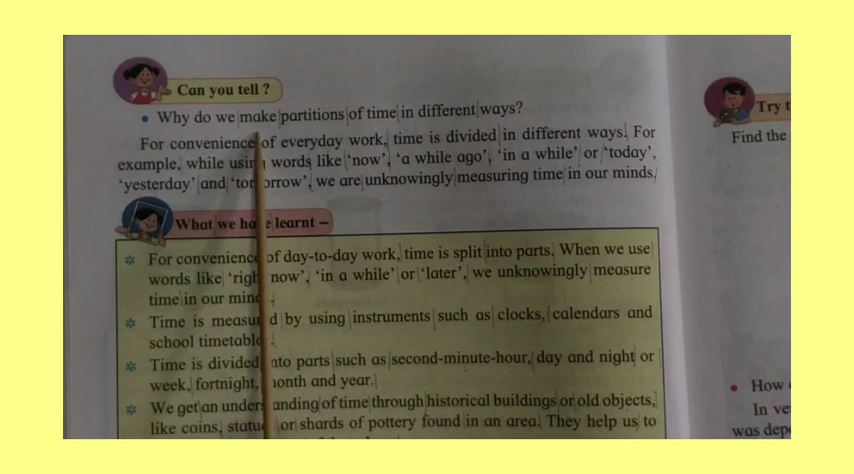 Can you tell ?
• Why do we make partitions of time in different ways?
For convenience of everyday work, time is divided in different ways. For
example, while using words like 'now', 'a while ago', 'in a while' or 'today',
'yesterday' and 'tomorrow', we are unknowingly measuring time in our minds.
What we have learnt –
* For convenience of day-to-day work, time is split into parts. When we use
words like 'right now', 'in a while' or 'later', we unknowingly measure
time in our mind.
* Time is measured by using instruments such as clocks, calendars and
school timetable.
* Time is divided into parts such as second-minute-hour, day and night or
week, fortnight, month and year.
* We get an understanding of time through historical buildings or old objects,
like coins, statue or shards of pottery found in an area. They help us to
Try
Find the
• How
In
was